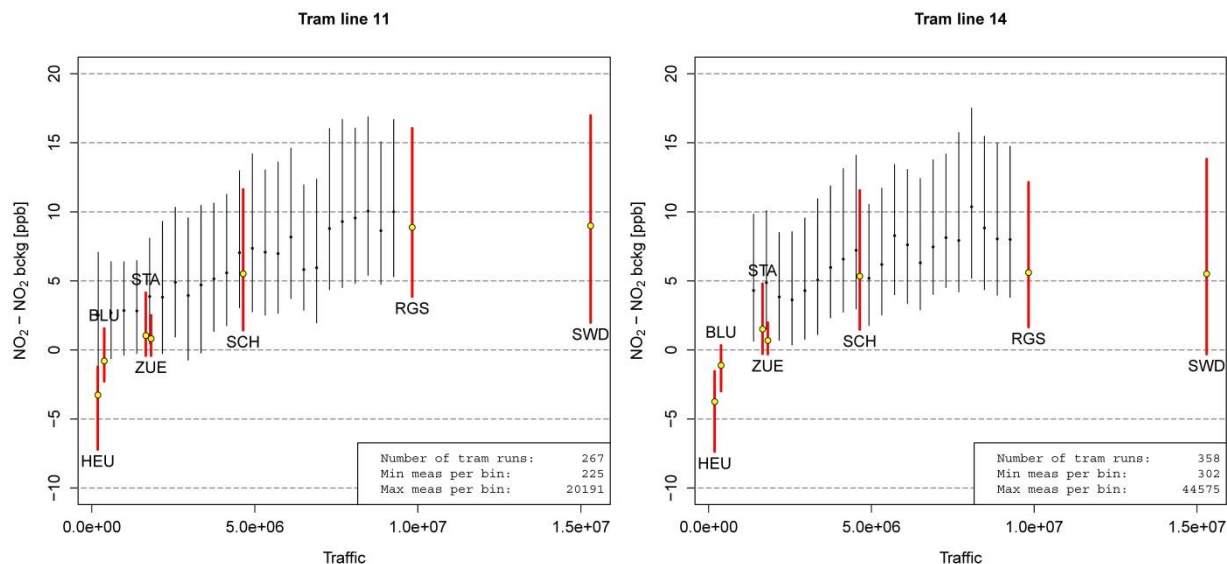 Tram line 11
20
15
10
5
0
−5
−10
NO2 − NO2 bckg [ppb]
STA
BLU
ZUE
SCH
RGS
SWD
HEU
Number of tram runs: 267
Min meas per bin: 225
Max meas per bin: 20191
0.0e+00
5.0e+06
1.0e+07
1.5e+07
Traffic
Tram line 14
20
15
10
5
0
−5
−10
NO2 − NO2 bckg [ppb]
STA
BLU
ZUE
SCH
RGS
SWD
HEU
Number of tram runs: 358
Min meas per bin: 302
Max meas per bin: 44575
0.0e+00
5.0e+06
1.0e+07
1.5e+07
Traffic